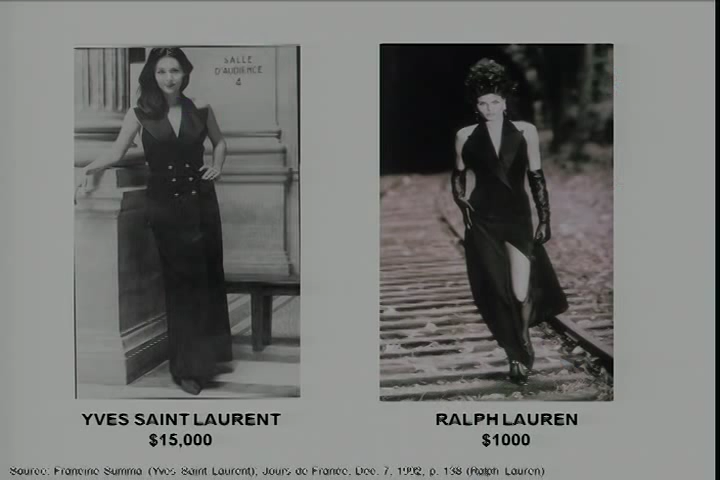 SALLE
D'AUDIENCE
4
YVES SAINT LAURENT
$15,000
RALPH LAUREN
$1000
Source: Francine Summa (Yves Saint Laurent); Jours de France, Dec. 7, 1992, p. 138 (Ralph Lauren)